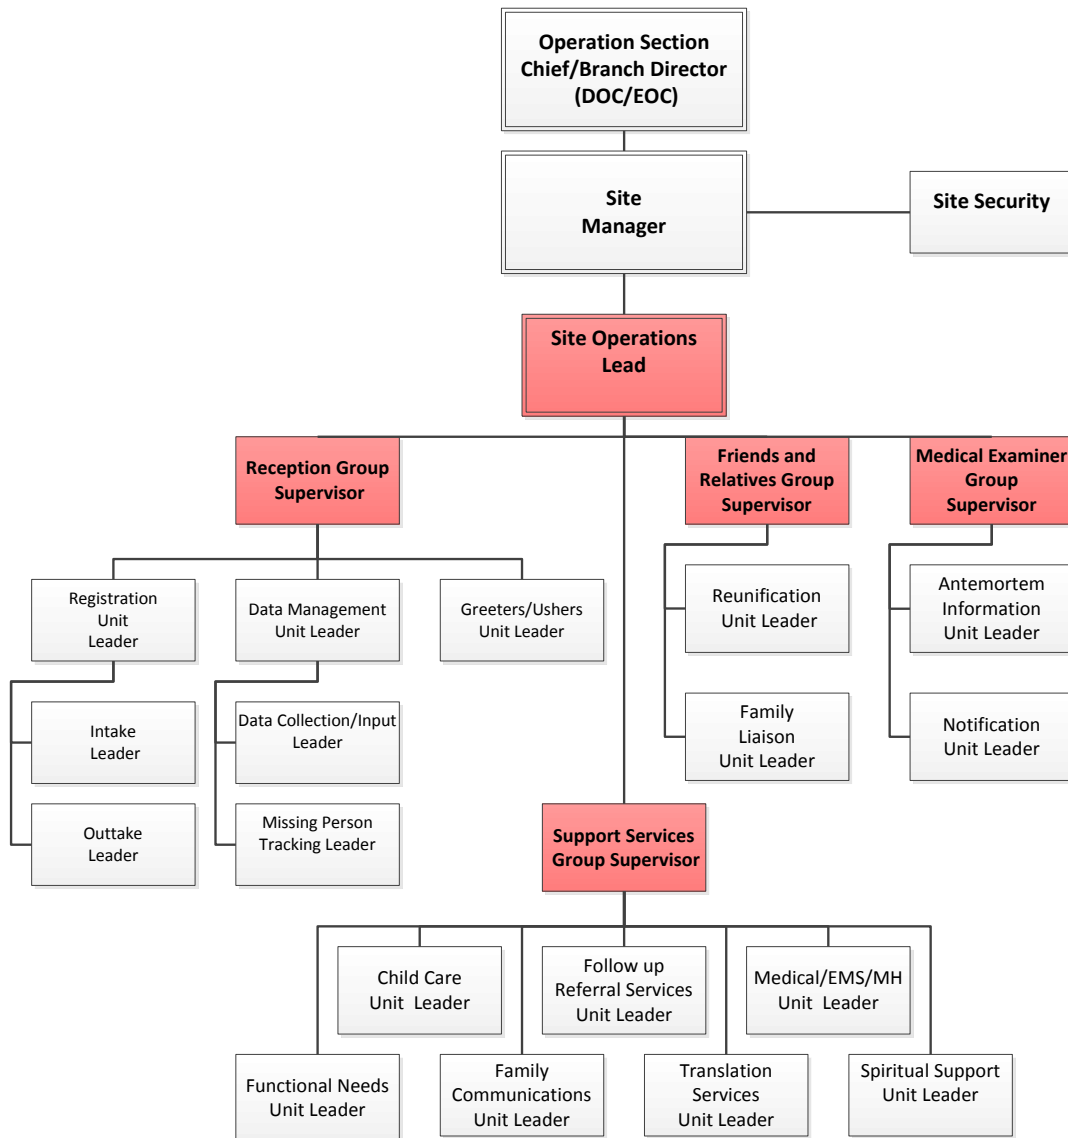 Operation Section
Chief/Branch Director
(DOC/EOC)
Site
Manager
Site Security
Site Operations
Lead
Reception Group
Supervisor
Friends and
Relatives Group
Supervisor
Medical Examiner
Group
Supervisor
Registration
Unit
Leader
Data Management
Unit Leader
Greeters/Ushers
Unit Leader
Reunification
Unit Leader
Antemortem
Information
Unit Leader
Intake
Leader
Data Collection/Input
Leader
Family
Liaison
Unit Leader
Notification
Unit Leader
Outtake
Leader
Missing Person
Tracking Leader
Support Services
Group Supervisor
Child Care
Unit  Leader
Follow up
Referral Services
Unit Leader
Medical/EMS/MH
Unit  Leader
Functional Needs
Unit Leader
Family
Communications
Unit Leader
Translation
Services
Unit Leader
Spiritual Support
Unit Leader